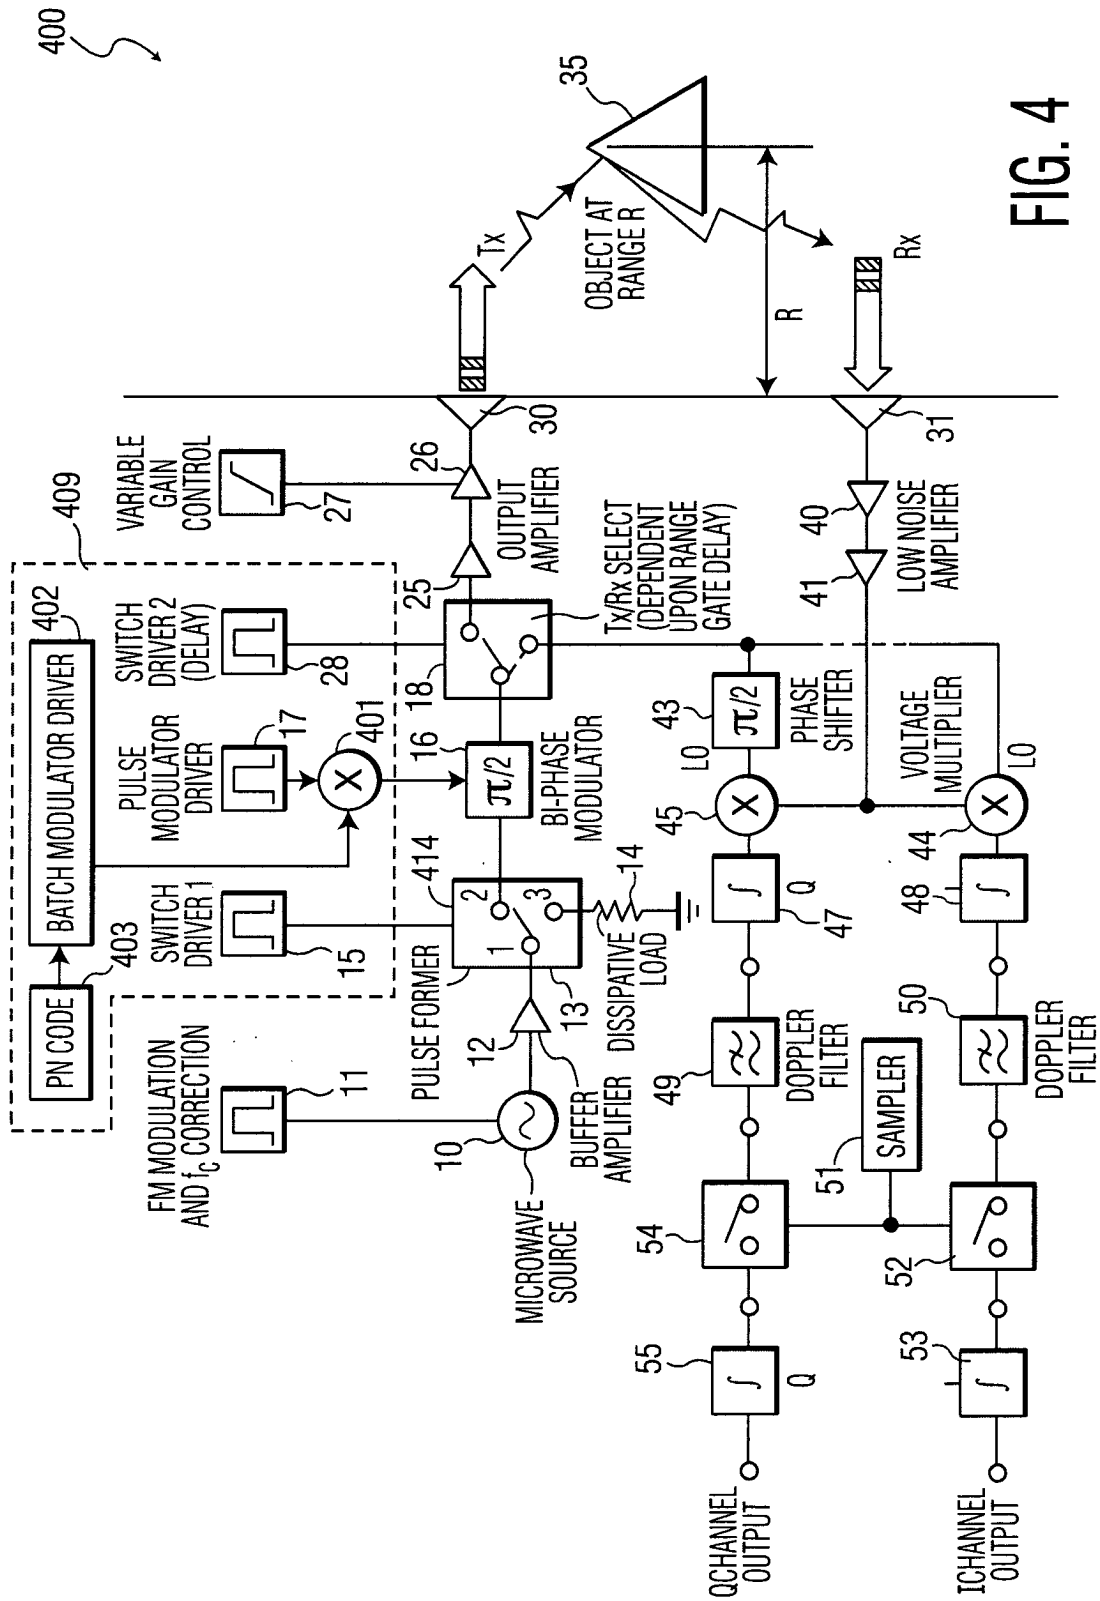 400
409
402
BATCH MODULATOR DRIVER
403
PN CODE
FM MODULATION
AND fC CORRECTION
11
SWITCH
DRIVER 1
15
PULSE
MODULATOR
DRIVER
17
401
X
SWITCH
DRIVER 2
(DELAY)
28
VARIABLE
GAIN
CONTROL
27
10
MICROWAVE
SOURCE
12
BUFFER
AMPLIFIER
PULSE FORMER
414
1
2
3
13
14
DISSIPATIVE
LOAD
16
π/2
BI-PHASE
MODULATOR
18
25
26
OUTPUT
AMPLIFIER
30
Tx
OBJECT AT
RANGE R
35
R
Rx
31
Tx/Rx SELECT
(DEPENDENT
UPON RANGE
GATE DELAY)
40
41
LOW NOISE
AMPLIFIER
43
π/2
PHASE
SHIFTER
LO
45
X
VOLTAGE
MULTIPLIER
LO
44
X
∫
Q
47
48
∫
49
DOPPLER
FILTER
50
DOPPLER
FILTER
51
SAMPLER
54
52
55
∫
Q
53
∫
QCHANNEL
OUTPUT
ICHANNEL
OUTPUT
FIG. 4